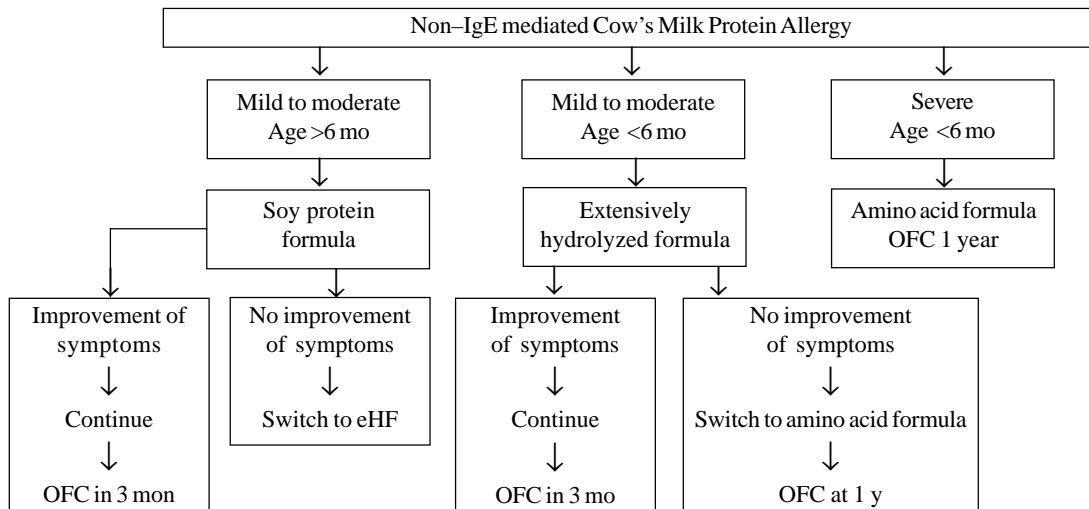 Non–IgE mediated Cow's Milk Protein Allergy
Mild to moderate
Age >6 mo
Mild to moderate
Age <6 mo
Severe
Age <6 mo
Soy protein
formula
Extensively
hydrolyzed formula
Amino acid formula
OFC 1 year
Improvement of
symptoms
Continue
OFC in 3 mon
No improvement
of symptoms
Switch to eHF
Improvement
of symptoms
Continue
OFC in 3 mo
No improvement
of symptoms
Switch to amino acid formula
OFC at 1 y